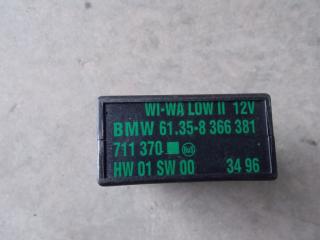 WI-WA LOW II 12V
BMW 61.35-8 366 381
711 370
HW 01 SW 00 34 96